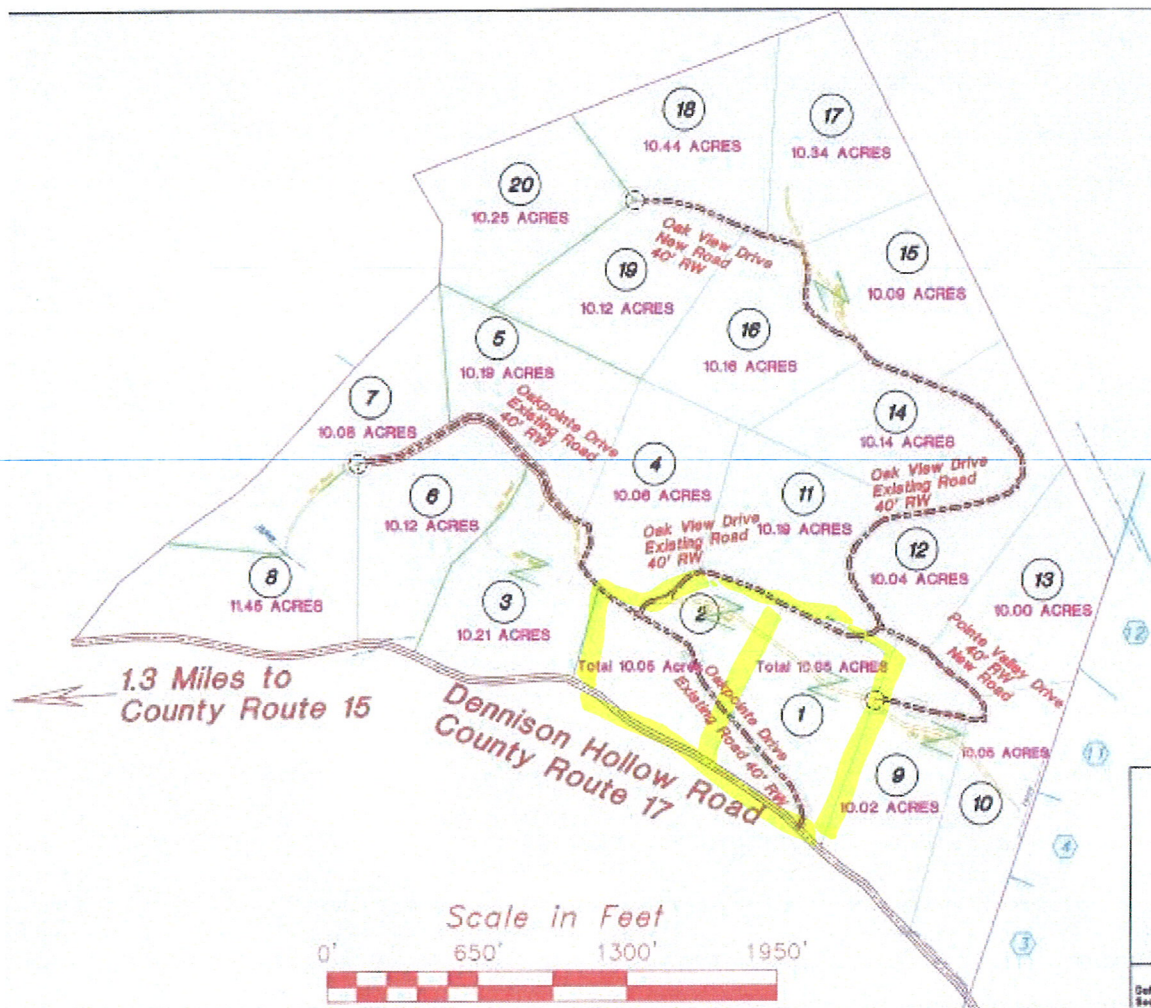 18
10.44 ACRES
17
10.34 ACRES
20
10.25 ACRES
Oak View Drive
New Road
40' RW
19
10.12 ACRES
15
10.09 ACRES
16
10.16 ACRES
5
10.19 ACRES
7
10.08 ACRES
Oakpointe Drive
Existing Road
40' RW
14
10.14 ACRES
4
10.06 ACRES
6
10.12 ACRES
11
10.19 ACRES
Oak View Drive
Existing Road
40' RW
Oak View Drive
Existing Road
40' RW
12
10.04 ACRES
13
10.00 ACRES
8
11.46 ACRES
3
10.21 ACRES
2
Total 10.05 Acres
Total 10.65 ACRES
1
Oakpointe Drive
Existing Road 40' RW
Pointe Valley Drive
40' RW
New Road
12
11
4
3
10.05 ACRES
10
9
10.02 ACRES
1.3 Miles to
County Route 15
Dennison Hollow Road
County Route 17
Scale in Feet
0' 650' 1300' 1950'